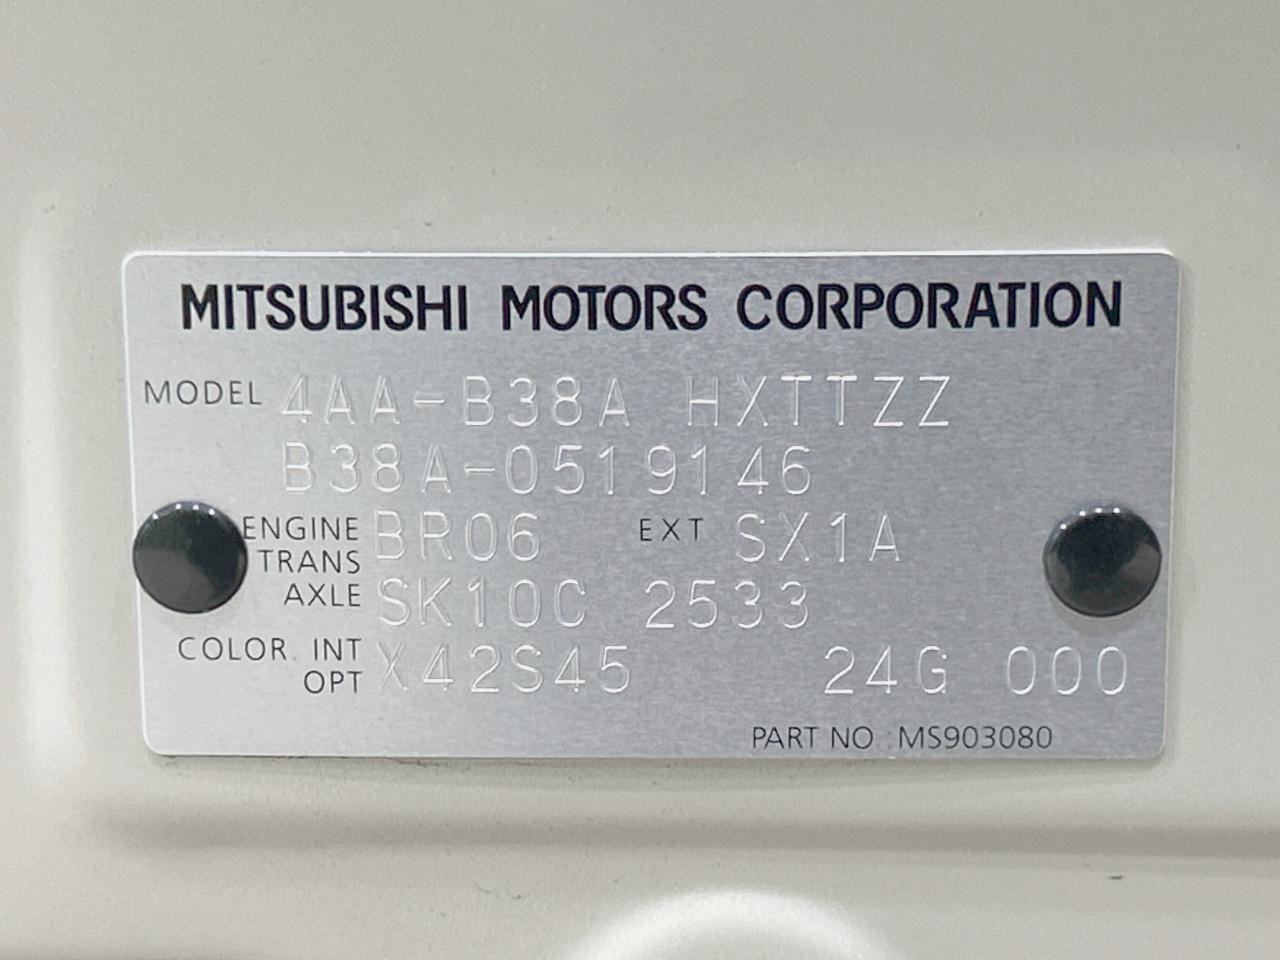 MITSUBISHI MOTORS CORPORATION
MODEL 4AA-B38A HXTTZZ
B38A-0519146
ENGINE BR06 EXT SX1A
TRANS
AXLE SK10C 2533
COLOR. INT X42S45 24G 000
OPT
PART NO MS903080